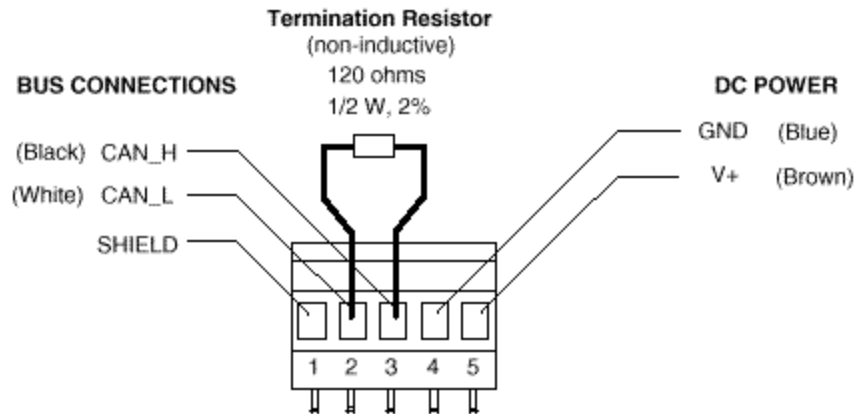 Termination Resistor
(non-inductive)
120 ohms
1/2 W, 2%
BUS CONNECTIONS
(Black) CAN_H
(White) CAN_L
SHIELD
DC POWER
GND (Blue)
V+ (Brown)
1 2 3 4 5